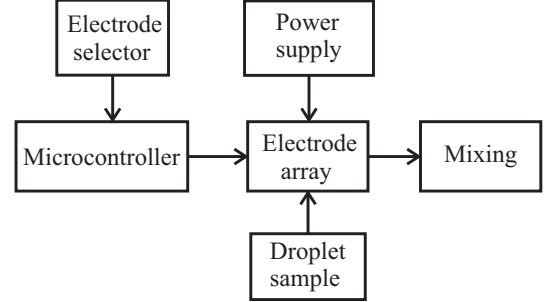 Electrode
selector
Power
supply
Microcontroller
Electrode
array
Mixing
Droplet
sample